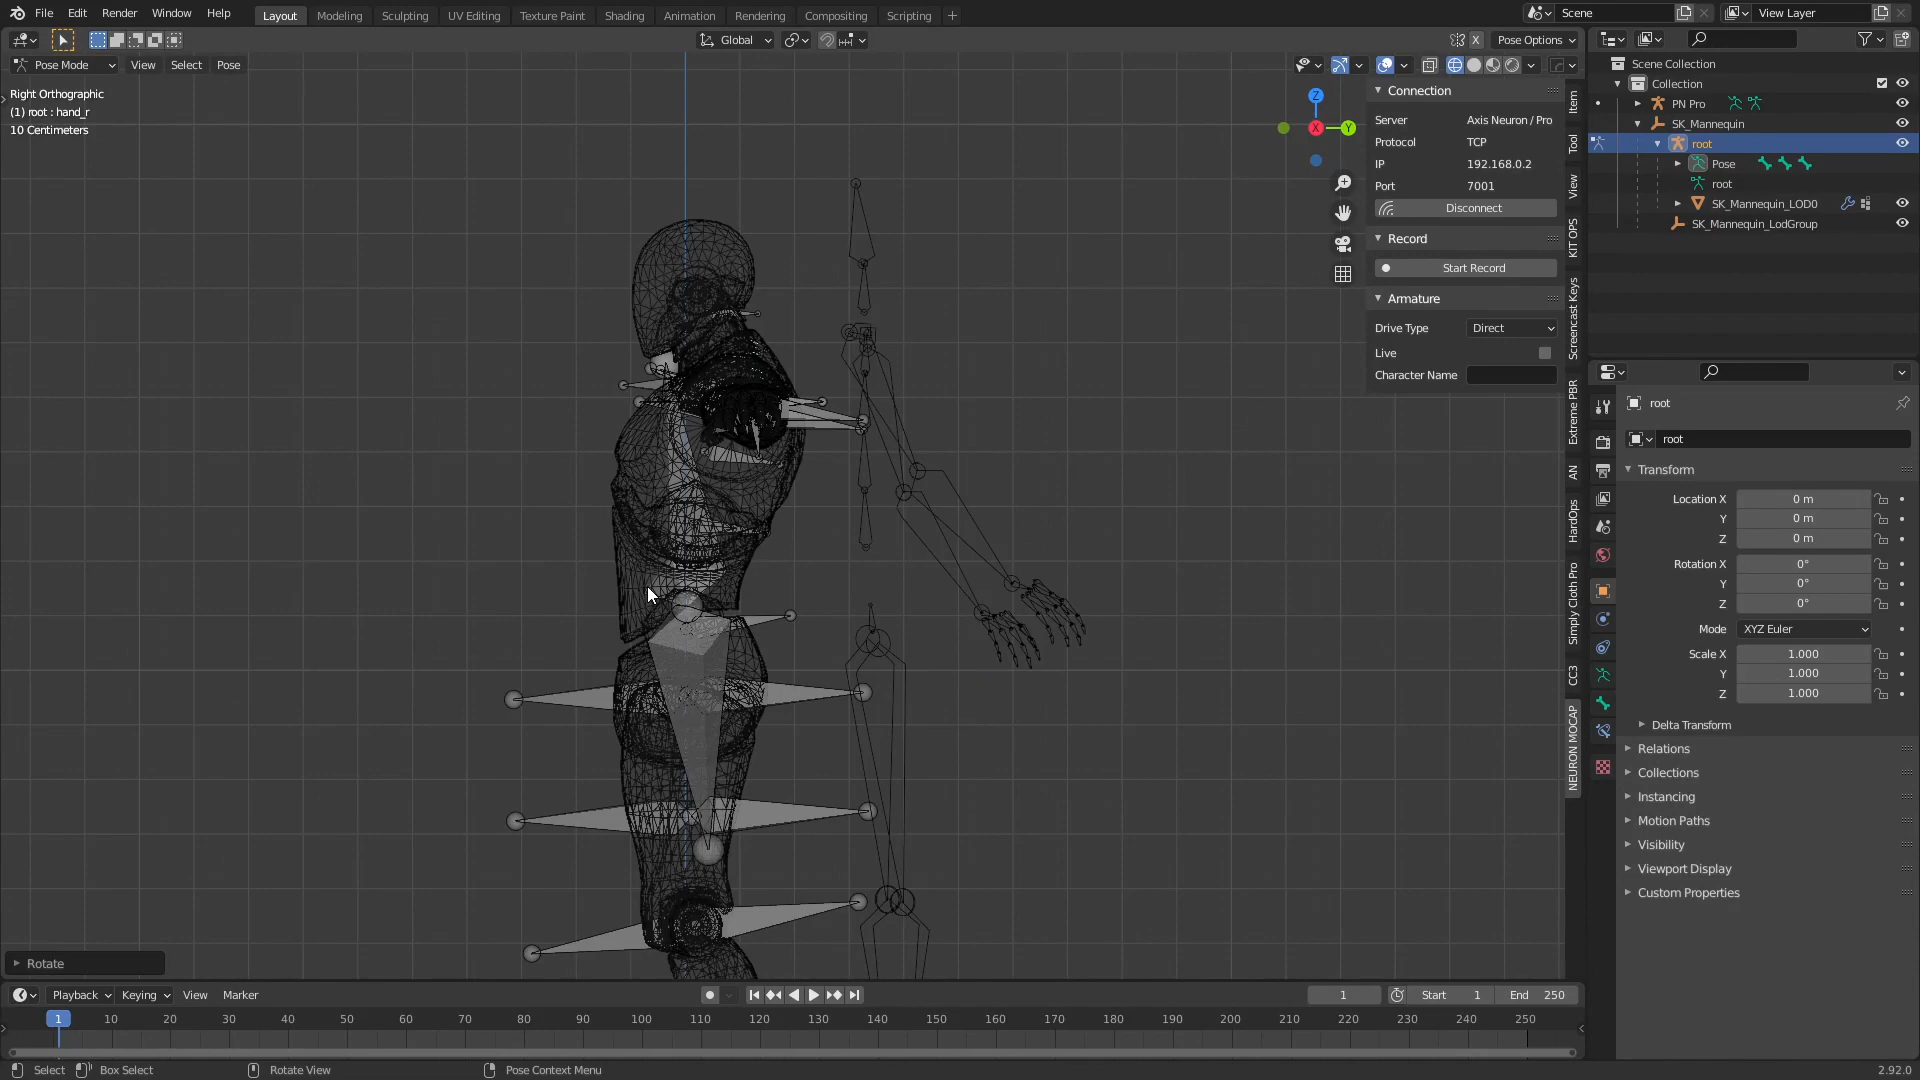 File Edit Render Window Help
Layout Modeling Sculpting UV Editing Texture Paint Shading Animation Rendering Compositing Scripting +
Scene
View Layer
Global
X Pose Options
Pose Mode View Select Pose
Right Orthographic
(1) root : hand_r
10 Centimeters
Z
X
Y
Connection
Server Axis Neuron / Pro
Protocol TCP
IP 192.168.0.2
Port 7001
Disconnect
Record
Start Record
Armature
Drive Type Direct
Live
Character Name
Item
Tool
View
KIT OPS
Screencast Keys
Extreme PBR
AN
HardOps
Simply Cloth Pro
CC3
NEURON MOCAP
Scene Collection
Collection
PN Pro
SK_Mannequin
root
Pose
root
SK_Mannequin_LOD0
SK_Mannequin_LodGroup
root
root
Transform
Location X 0 m
Y 0 m
Z 0 m
Rotation X 0°
Y 0°
Z 0°
Mode XYZ Euler
Scale X 1.000
Y 1.000
Z 1.000
Delta Transform
Relations
Collections
Instancing
Motion Paths
Visibility
Viewport Display
Custom Properties
Rotate
Playback Keying View Marker
1 Start 1 End 250
1 10 20 30 40 50 60 70 80 90 100 110 120 130 140 150 160 170 180 190 200 210 220 230 240 250
Select Box Select Rotate View Pose Context Menu 2.92.0